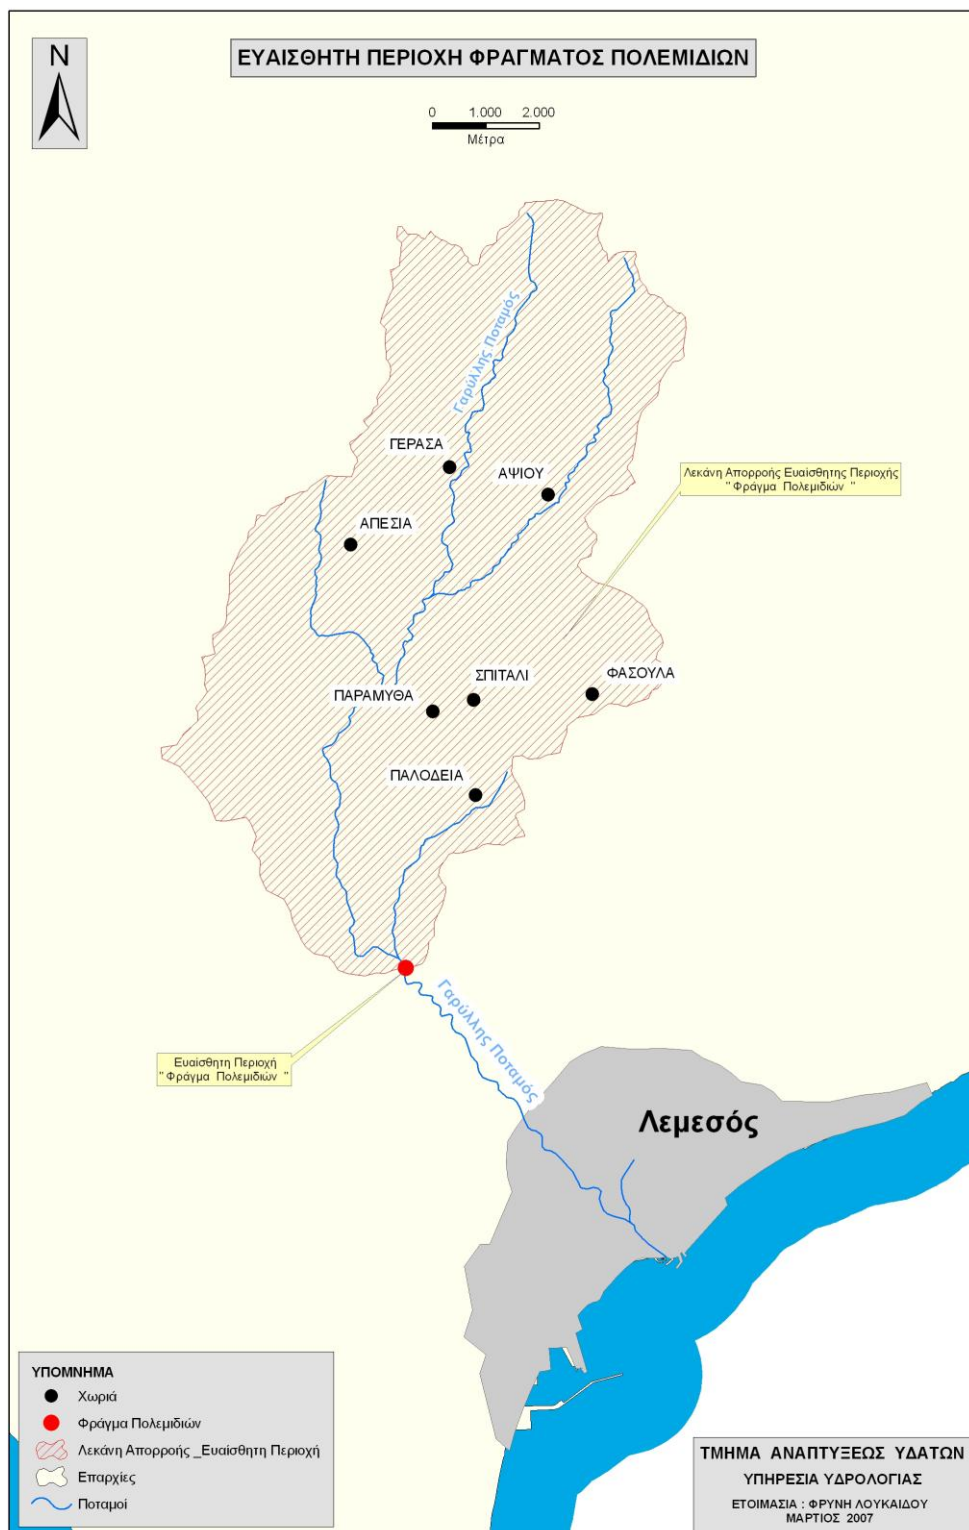 N
ΕΥΑΙΣΘΗΤΗ ΠΕΡΙΟΧΗ ΦΡΑΓΜΑΤΟΣ ΠΟΛΕΜΙΔΙΩΝ
0 1.000 2.000
Μέτρα
Γαρύλλης Ποταμός
ΓΕΡΑΣΑ
ΑΨΙΟΥ
Λεκάνη Απορροής Ευαίσθητης Περιοχής
" Φράγμα Πολεμιδιών "
ΑΠΕΣΙΑ
ΣΠΙΤΑΛΙ
ΦΑΣΟΥΛΑ
ΠΑΡΑΜΥΘΑ
ΠΑΛΟΔΕΙΑ
Γαρύλλης Ποταμός
Ευαίσθητη Περιοχή
" Φράγμα Πολεμιδιών "
Λεμεσός
ΥΠΟΜΝΗΜΑ
Χωριά
Φράγμα Πολεμιδιών
Λεκάνη Απορροής _Ευαίσθητη Περιοχή
Επαρχίες
Ποταμοί
ΤΜΗΜΑ ΑΝΑΠΤΥΞΕΩΣ ΥΔΑΤΩΝ
ΥΠΗΡΕΣΙΑ ΥΔΡΟΛΟΓΙΑΣ
ΕΤΟΙΜΑΣΙΑ : ΦΡΥΝΗ ΛΟΥΚΑΙΔΟΥ
ΜΑΡΤΙΟΣ 2007